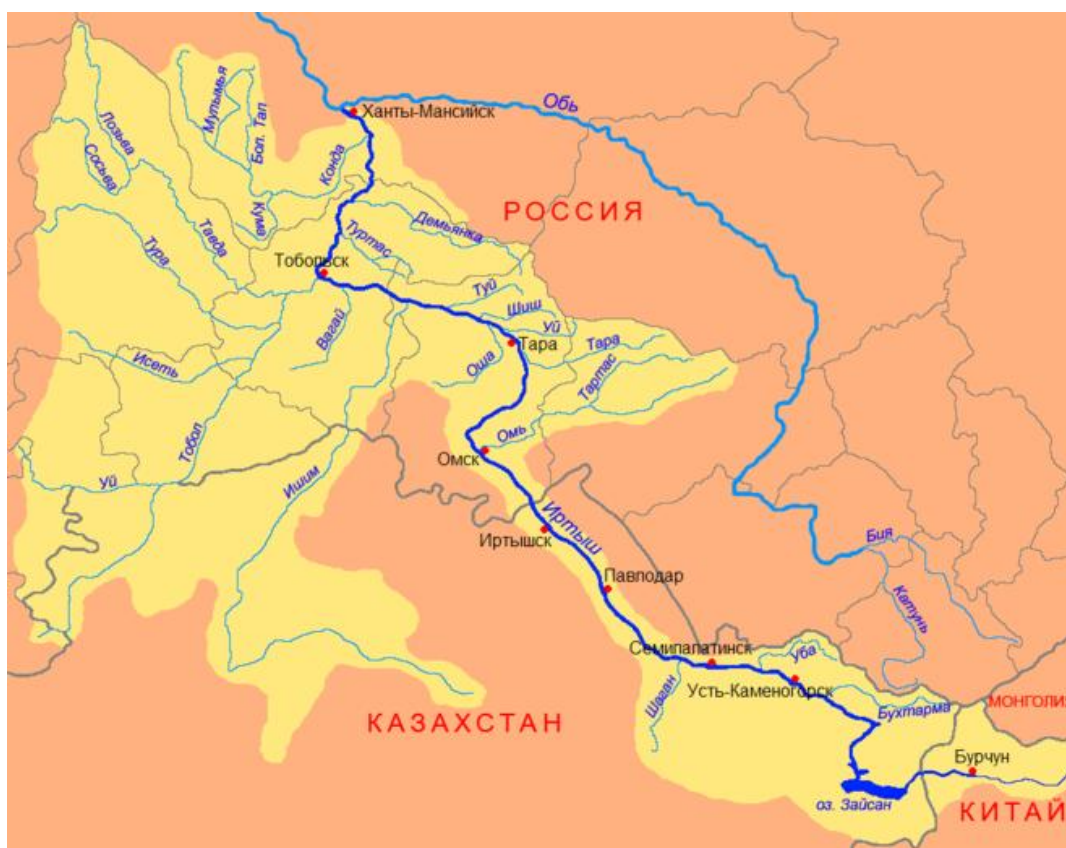 Ханты-Мансийск
Обь
Мулымья
Бол. Тап
Лозьва
Сосьва
Конда
Кума
РОССИЯ
Демьянка
Туртас
Тавда
Тура
Тобольск
Туй
Шиш
Уй
Вагай
Тара
Тара
Исеть
Оша
Тартас
Омь
Омск
Тобол
Уй
Ишим
Иртыш
Иртышск
Бия
Павлодар
Катунь
Семипалатинск
Уба
Усть-Каменогорск
Шаган
Бухтарма
МОНГОЛИЯ
КАЗАХСТАН
Бурчун
оз. Зайсан
КИТАЙ